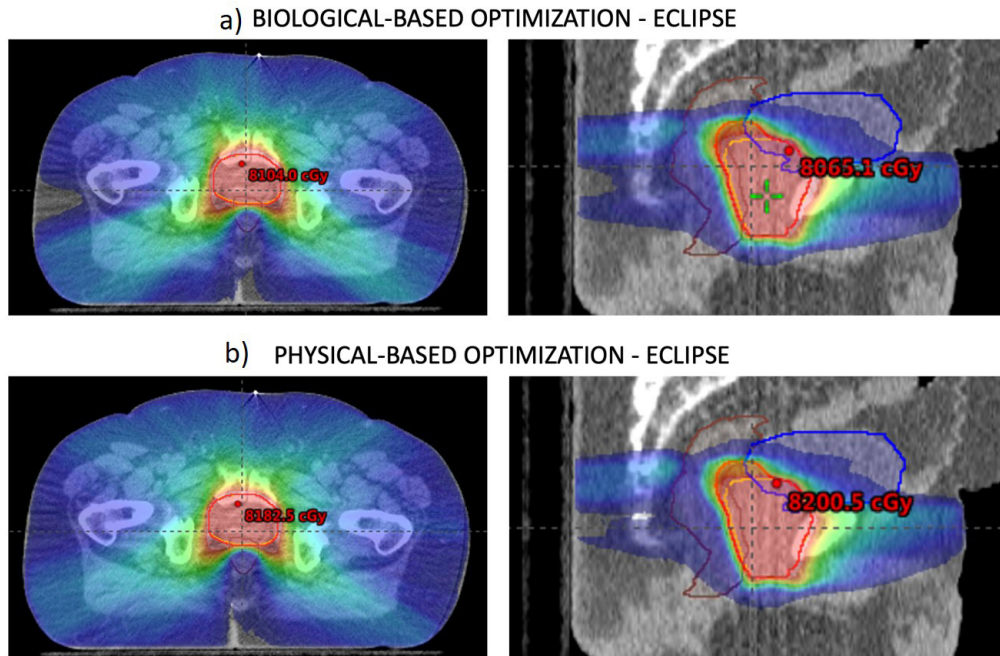 a) BIOLOGICAL-BASED OPTIMIZATION - ECLIPSE
8104.0 cGy
8065.1 cGy
b) PHYSICAL-BASED OPTIMIZATION - ECLIPSE
8182.5 cGy
8200.5 cGy